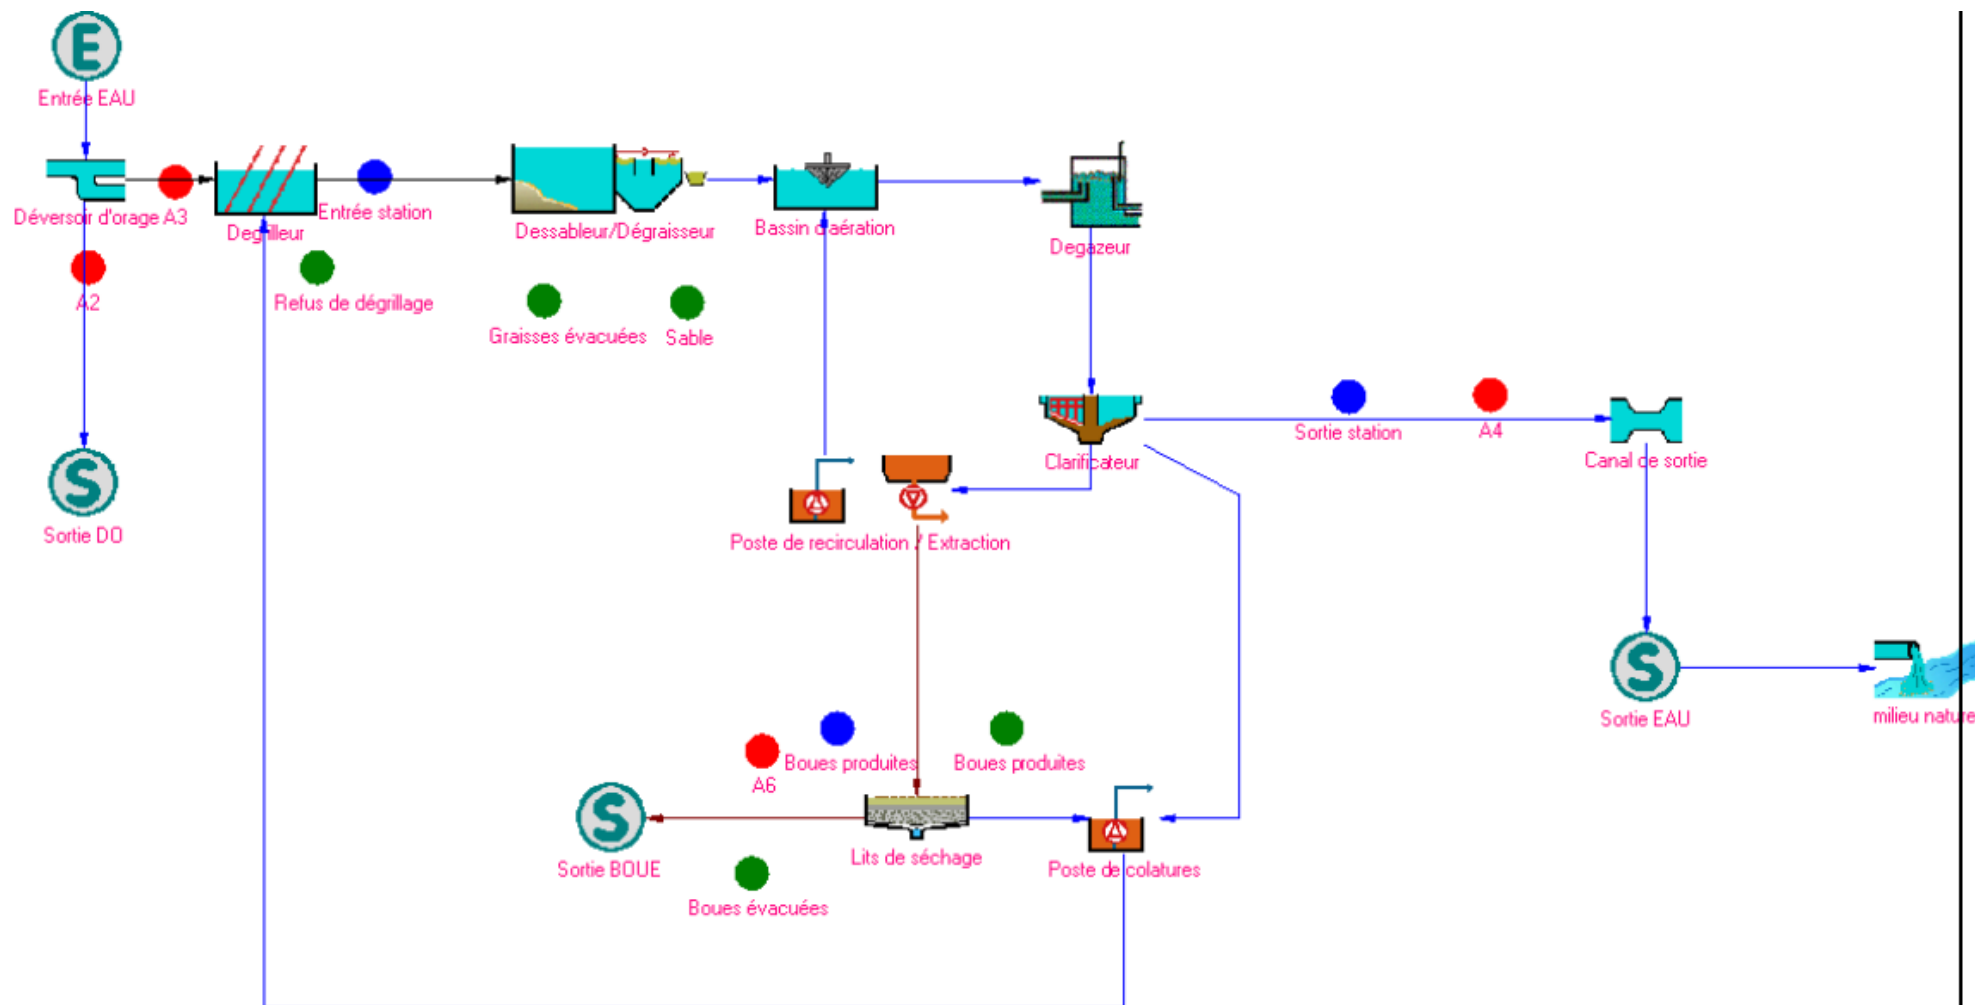 E
Entrée EAU
Déversoir d'orage A3
Degrilleur
Entrée station
Dessableur/Dégraisseur
Bassin d'aération
Degazeur
A2
Refus de dégrillage
Graisses évacuées
Sable
Sortie station
A4
Clarificateur
Canal de sortie
S
Sortie DO
Poste de recirculation / Extraction
S
Sortie EAU
milieu nature
A6
Boues produites
Boues produites
S
Sortie BOUE
Lits de séchage
Poste de colatures
Boues évacuées